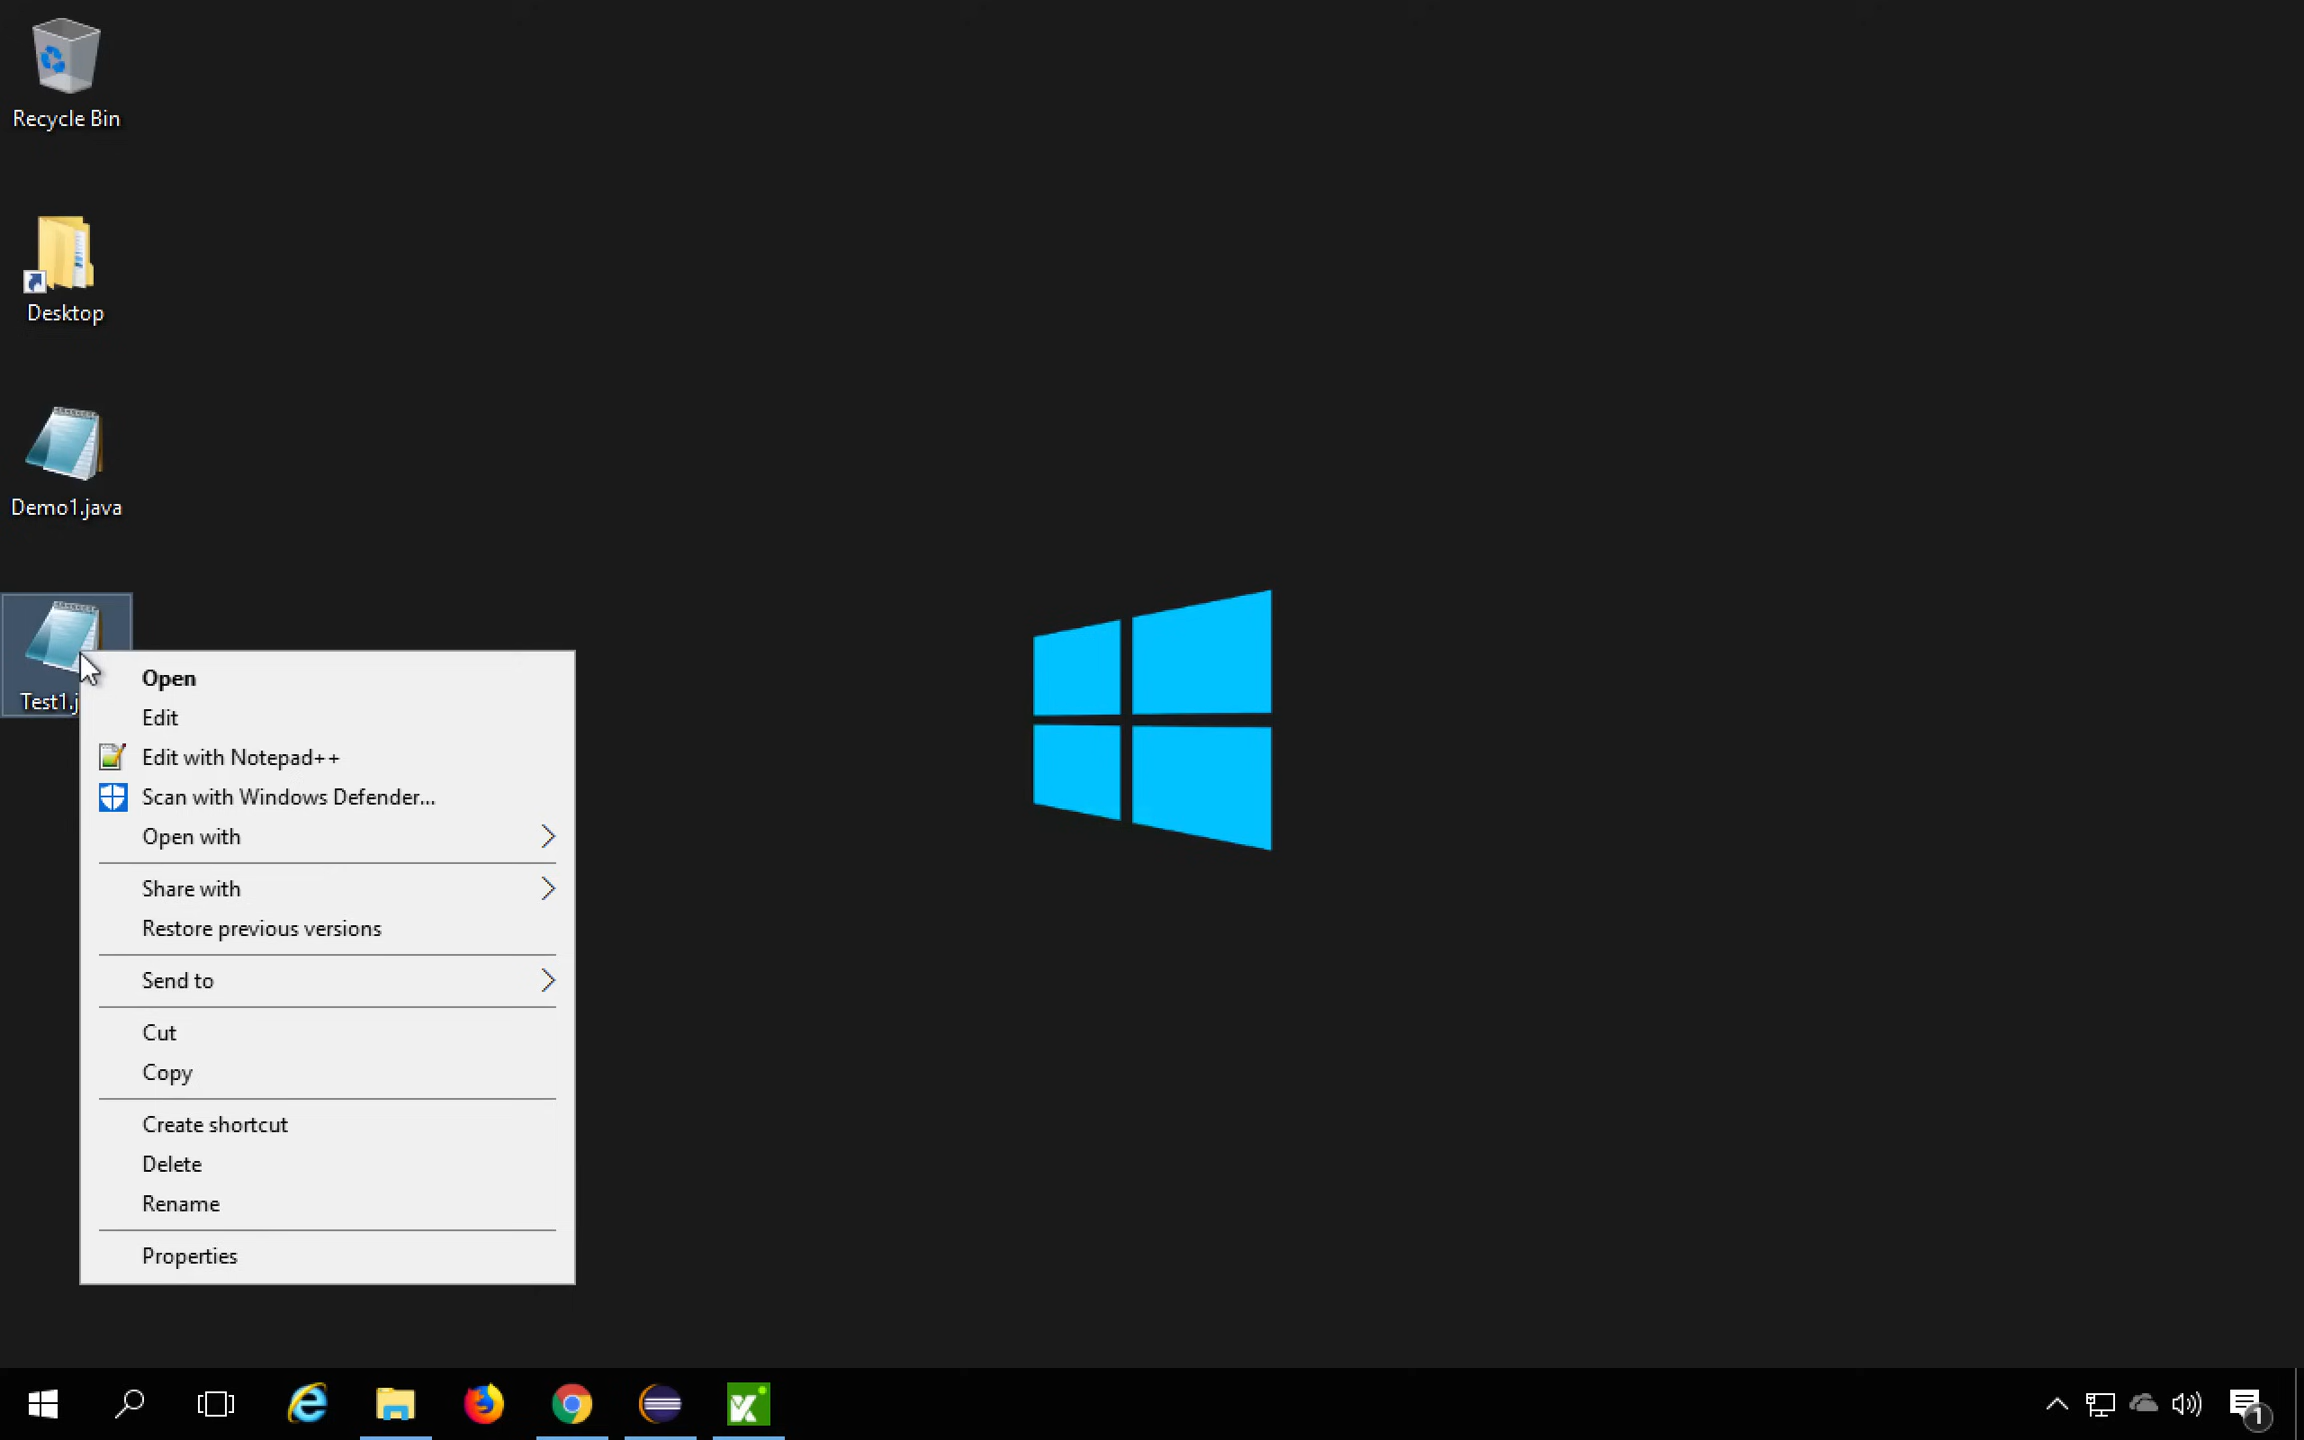 Recycle Bin
Desktop
Demo1.java
Test1.j
Open
Edit
Edit with Notepad++
Scan with Windows Defender...
Open with
Share with
Restore previous versions
Send to
Cut
Copy
Create shortcut
Delete
Rename
Properties
1